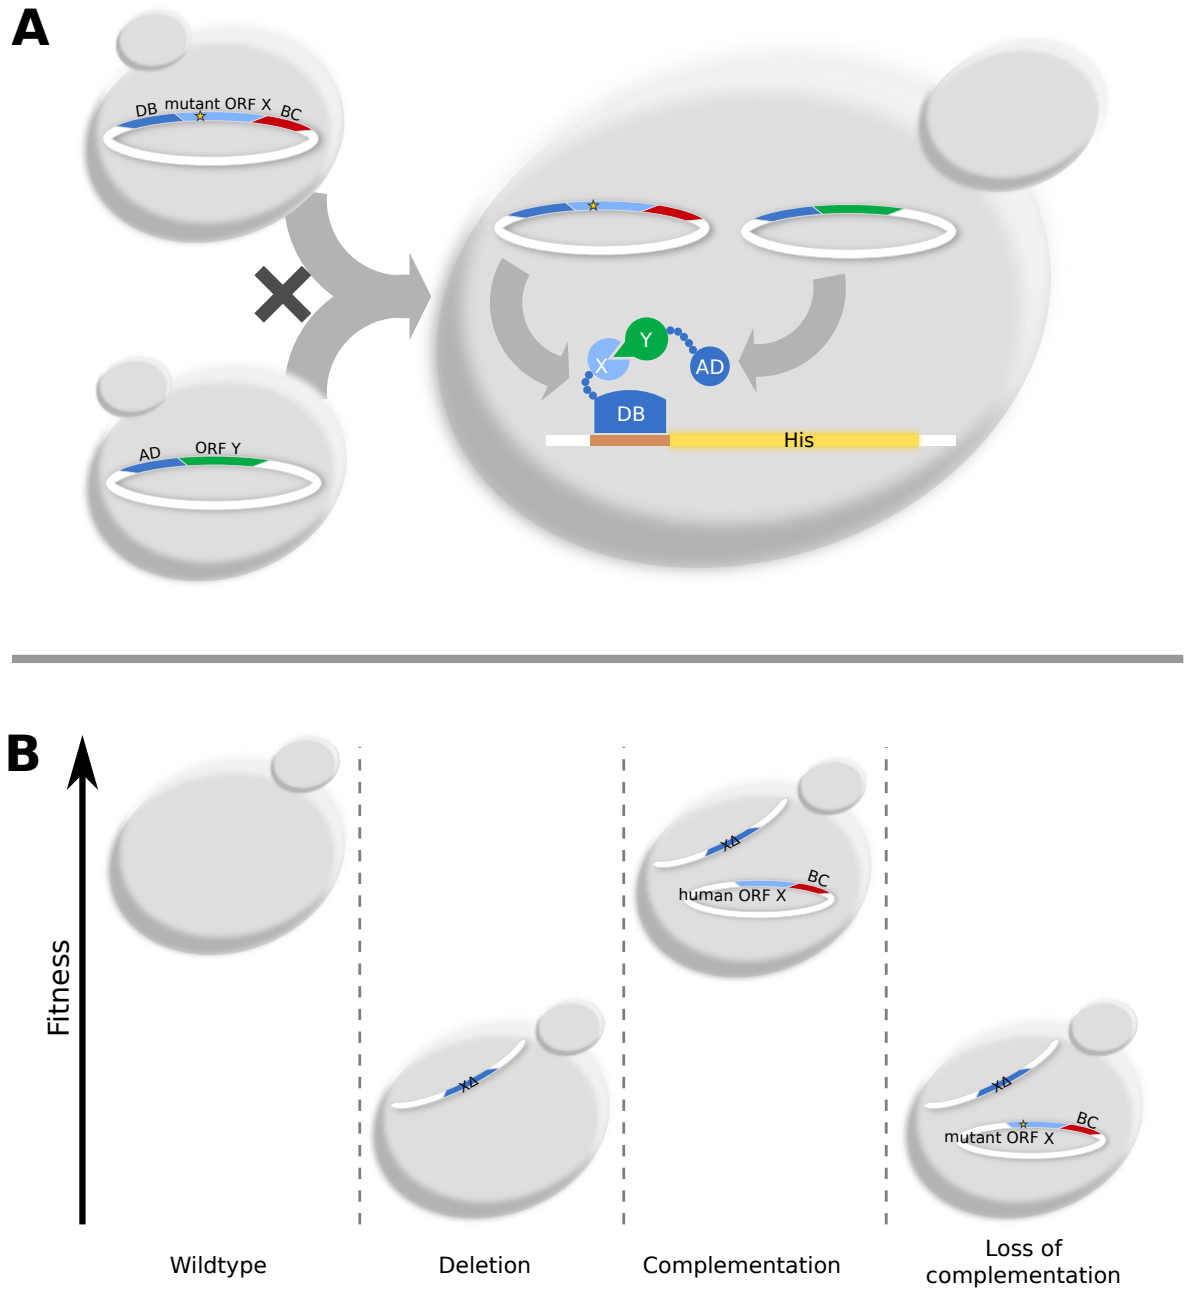 A
DB mutant ORF X BC
AD ORF Y
X Y AD
DB
His
B
Fitness
XΔ
human ORF X BC
XΔ
XΔ
mutant ORF X BC
Wildtype
Deletion
Complementation
Loss of
complementation